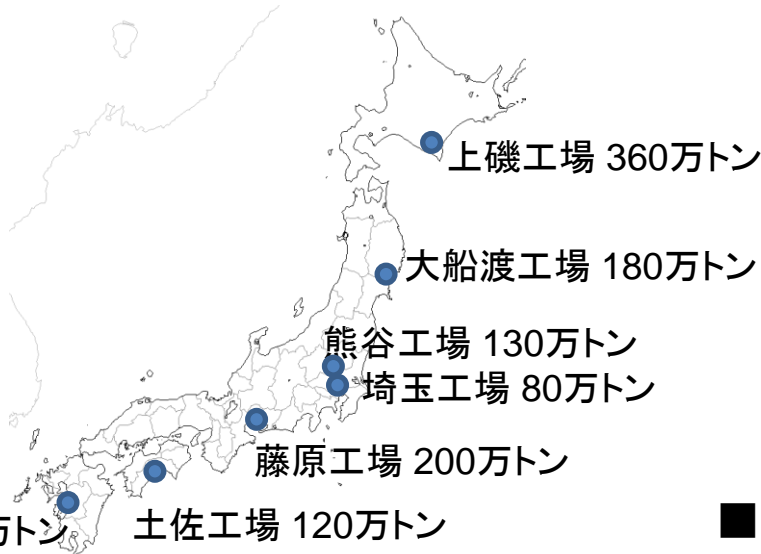 上磯工場 360万トン
大船渡工場 180万トン
熊谷工場 130万トン
埼玉工場 80万トン
藤原工場 200万トン
土佐工場 120万トン
万トン
■